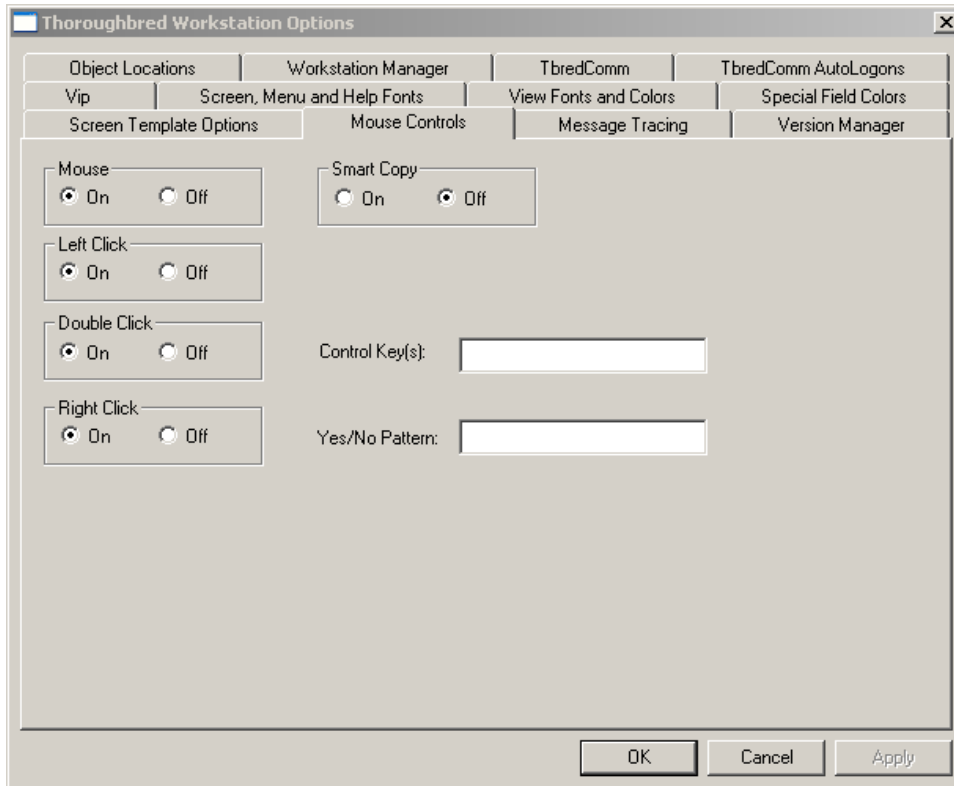 Thoroughbred Workstation Options
Object Locations Workstation Manager TbredComm TbredComm AutoLogons
Vip Screen, Menu and Help Fonts View Fonts and Colors Special Field Colors
Screen Template Options Mouse Controls Message Tracing Version Manager
Mouse Smart Copy
On Off On Off
Left Click
On Off
Double Click
On Off Control Key(s):
Right Click
On Off Yes/No Pattern:
OK Cancel Apply